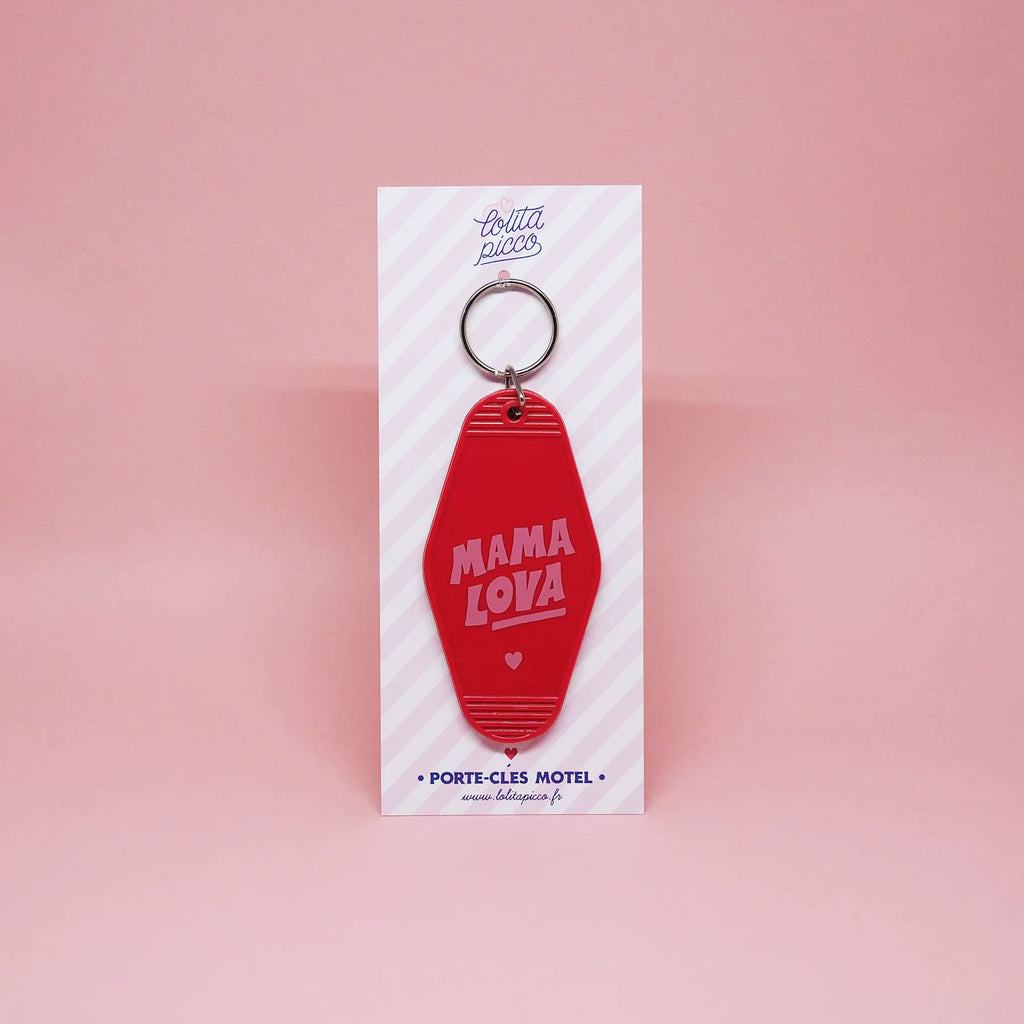 lolita
picco
MAMA
LOVA
• PORTE-CLÉS MOTEL •
www.lolitapicco.fr